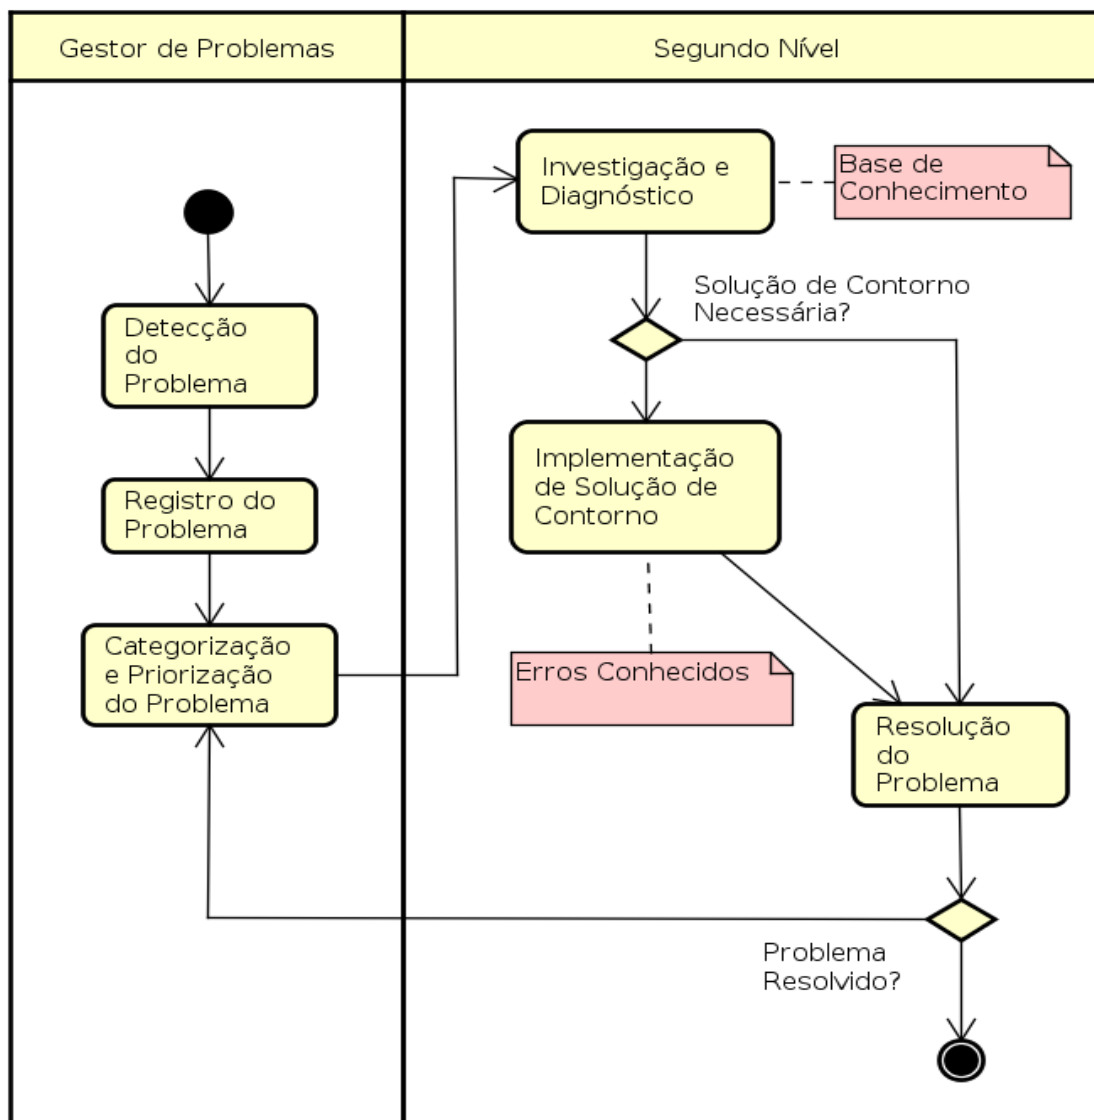 Gestor de Problemas
Segundo Nível
Investigação e
Diagnóstico
Base de
Conhecimento
Solução de Contorno
Necessária?
Detecção
do
Problema
Implementação
de Solução de
Contorno
Registro do
Problema
Categorização
e Priorização
do Problema
Erros Conhecidos
Resolução
do
Problema
Problema
Resolvido?